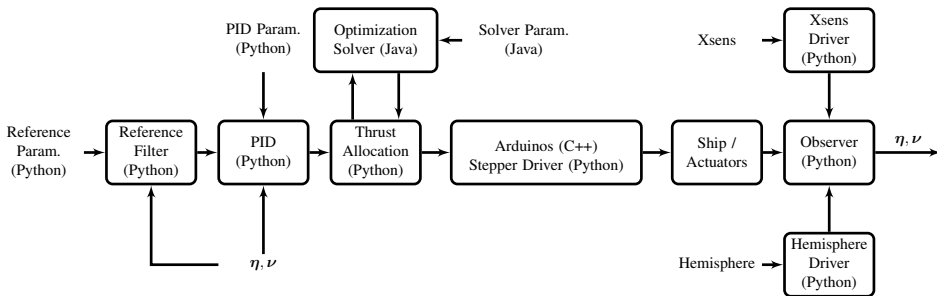 PID Param.
(Python)
Optimization
Solver (Java)
Solver Param.
(Java)
Xsens
Xsens
Driver
(Python)
Reference
Param.
(Python)
Reference
Filter
(Python)
PID
(Python)
Thrust
Allocation
(Python)
Arduinos (C++)
Stepper Driver (Python)
Ship /
Actuators
Observer
(Python)
η, ν
η, ν
Hemisphere
Hemisphere
Driver
(Python)